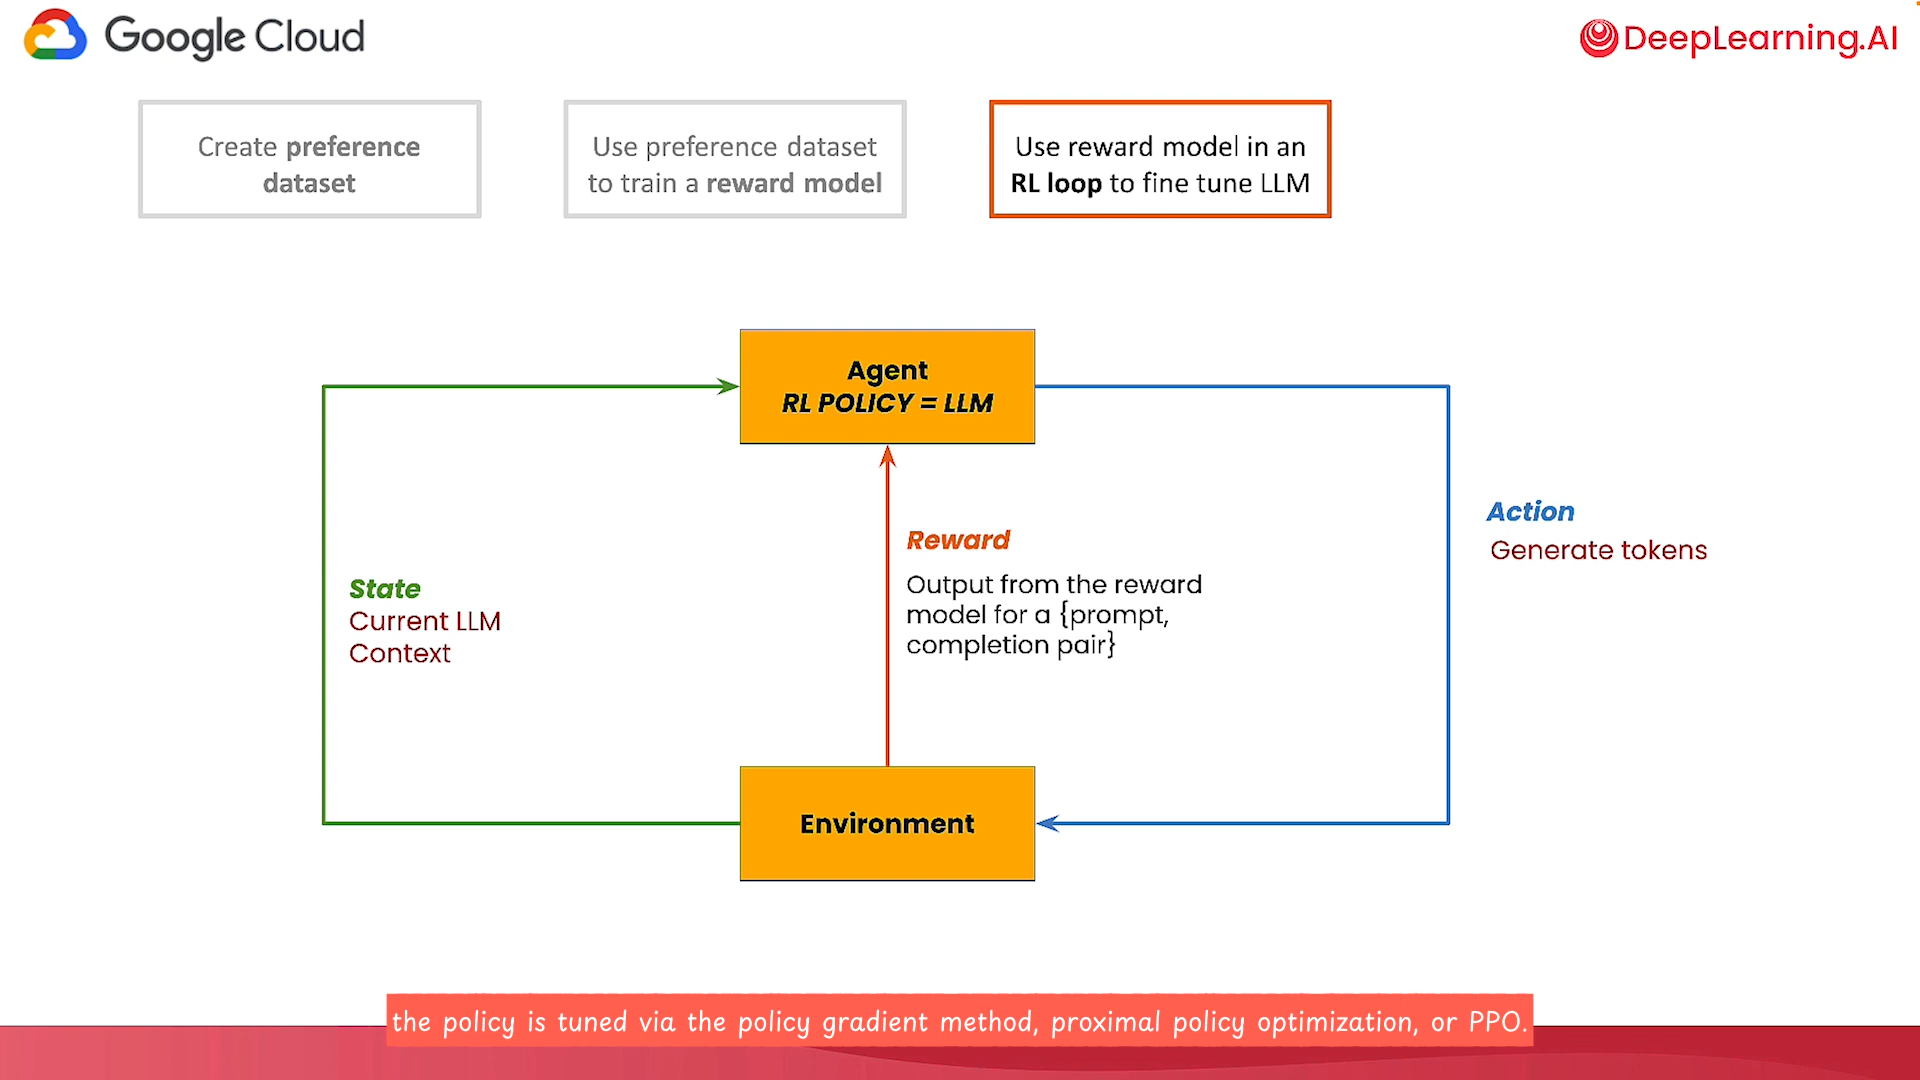 Google Cloud
DeepLearning.AI
Create preference
dataset
Use preference dataset
to train a reward model
Use reward model in an
RL loop to fine tune LLM
Agent
RL POLICY = LLM
Action
Generate tokens
Reward
Output from the reward
model for a {prompt,
completion pair}
State
Current LLM
Context
Environment
the policy is tuned via the policy gradient method, proximal policy optimization, or PPO.